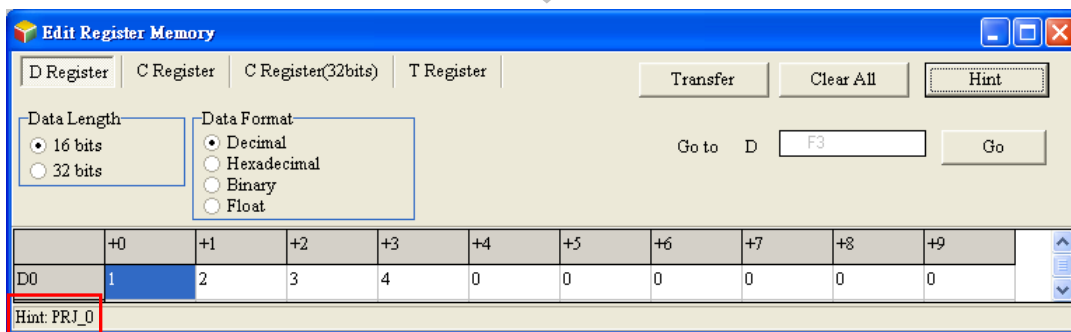 Edit Register Memory
D Register C Register C Register(32bits) T Register Transfer Clear All Hint
Data Length Data Format
16 bits Decimal Go to D F3 Go
32 bits Hexadecimal
Binary
Float
+0 +1 +2 +3 +4 +5 +6 +7 +8 +9
D0 1 2 3 4 0 0 0 0 0 0
Hint: PRJ_0